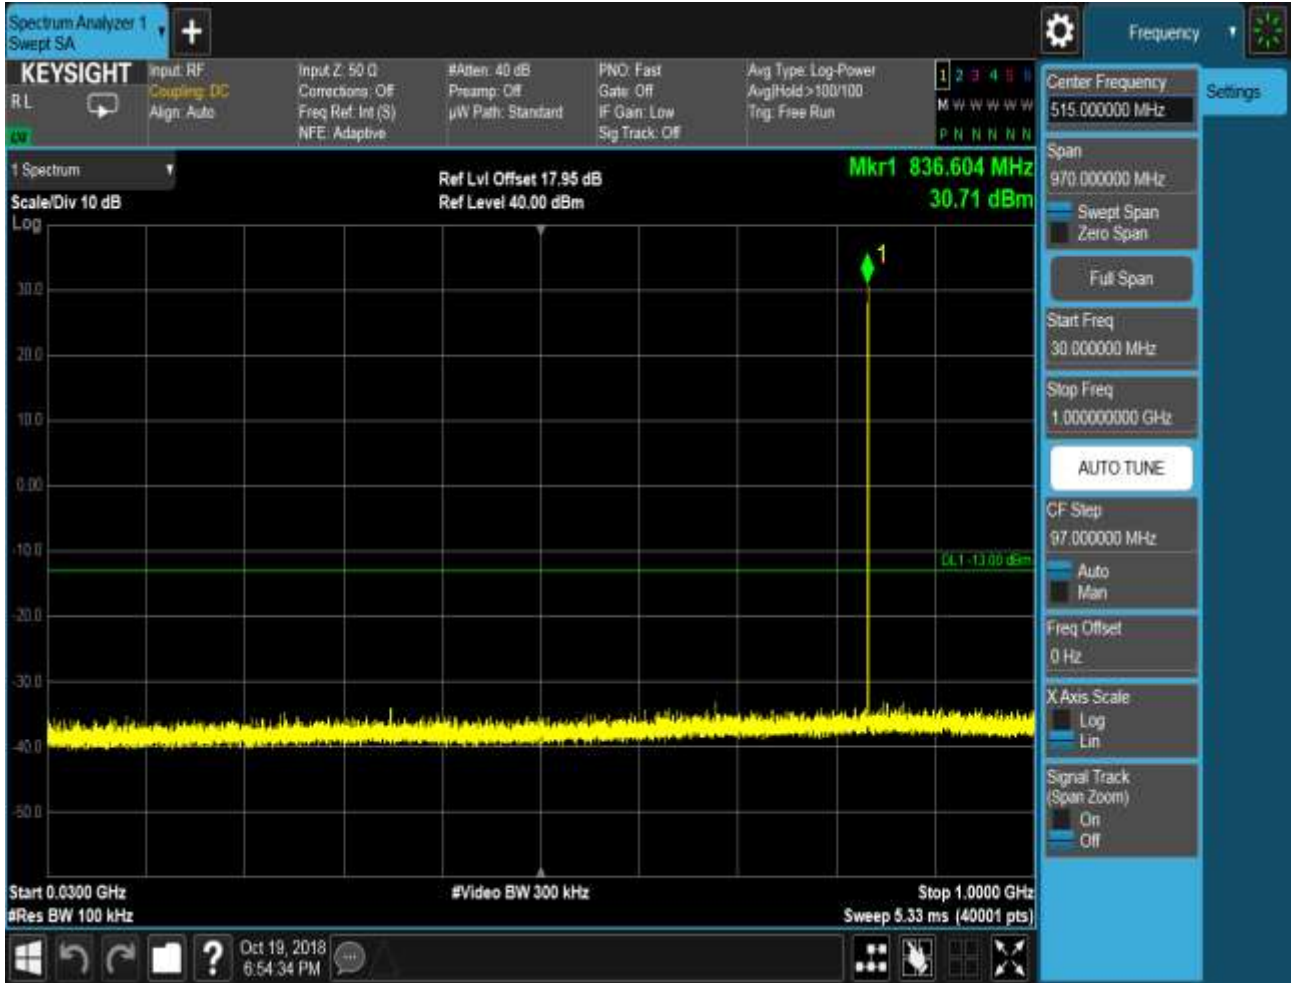 Spectrum Analyzer 1
Swept SA
+
Frequency
KEYSIGHT
R L
LXI
Input: RF
Coupling: DC
Align: Auto
Input Z: 50 Ω
Corrections: Off
Freq Ref: Int (S)
NFE: Adaptive
#Atten: 40 dB
Preamp: Off
µW Path: Standard
PNO: Fast
Gate: Off
IF Gain: Low
Sig Track: Off
Avg Type: Log-Power
Avg|Hold:>100/100
Trig: Free Run
1 2 3 4 5 6
M W W W W W
P N N N N N
1 Spectrum
Scale/Div 10 dB
Log
Ref Lvl Offset 17.95 dB
Ref Level 40.00 dBm
Mkr1 836.604 MHz
30.71 dBm
1
30.0
20.0
10.0
0.00
-10.0
DL1 -13.00 dBm
-20.0
-30.0
-40.0
-50.0
Start 0.0300 GHz
#Res BW 100 kHz
#Video BW 300 kHz
Stop 1.0000 GHz
Sweep 5.33 ms (40001 pts)
Center Frequency
515.000000 MHz
Settings
Span
970.000000 MHz
Swept Span
Zero Span
Full Span
Start Freq
30.000000 MHz
Stop Freq
1.000000000 GHz
AUTO TUNE
CF Step
97.000000 MHz
Auto
Man
Freq Offset
0 Hz
X Axis Scale
Log
Lin
Signal Track
(Span Zoom)
On
Off
?
Oct 19, 2018
6:54:34 PM